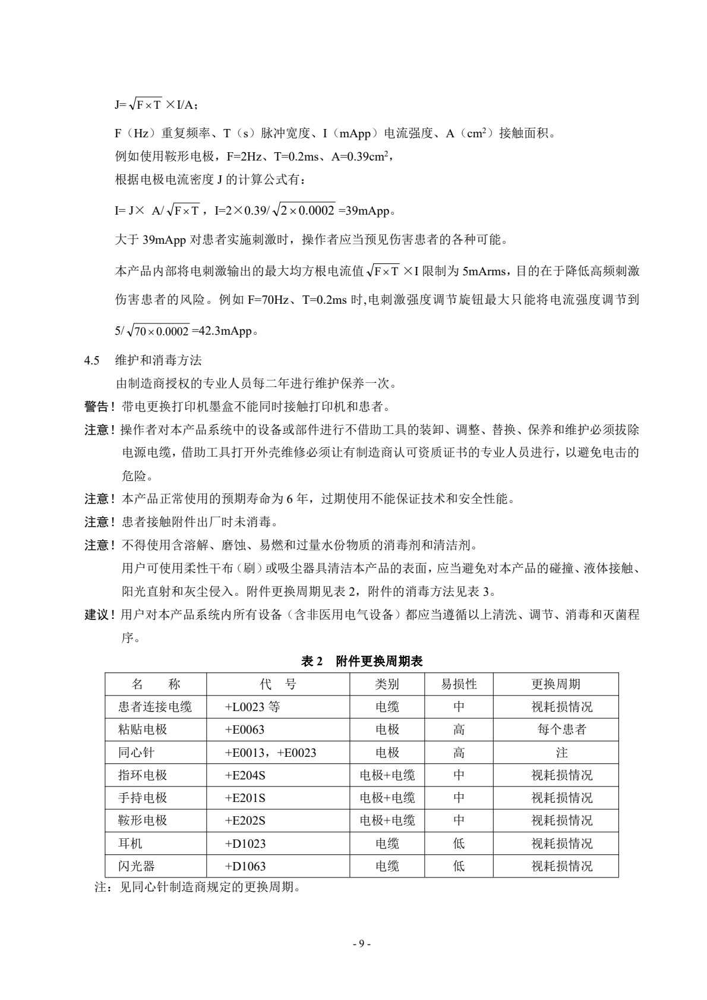 J=√F×T ×I/A；
F（Hz）重复频率、T（s）脉冲宽度、I（mApp）电流强度、A（cm²）接触面积。
例如使用鞍形电极，F=2Hz、T=0.2ms、A=0.39cm²，
根据电极电流密度 J 的计算公式有：
I= J× A/√F×T ，I=2×0.39/√2×0.0002 =39mApp。
大于 39mApp 对患者实施刺激时，操作者应当预见伤害患者的各种可能。
本产品内部将电刺激输出的最大均方根电流值√F×T ×I 限制为 5mArms，目的在于降低高频刺激
伤害患者的风险。例如 F=70Hz、T=0.2ms 时,电刺激强度调节旋钮最大只能将电流强度调节到
5/√70×0.0002 =42.3mApp。
4.5 维护和消毒方法
由制造商授权的专业人员每二年进行维护保养一次。
警告！带电更换打印机墨盒不能同时接触打印机和患者。
注意！操作者对本产品系统中的设备或部件进行不借助工具的装卸、调整、替换、保养和维护必须拔除
电源电缆，借助工具打开外壳维修必须让有制造商认可资质证书的专业人员进行，以避免电击的
危险。
注意！本产品正常使用的预期寿命为 6 年，过期使用不能保证技术和安全性能。
注意！患者接触附件出厂时未消毒。
注意！不得使用含溶解、磨蚀、易燃和过量水份物质的消毒剂和清洁剂。
用户可使用柔性干布（刷）或吸尘器具清洁本产品的表面，应当避免对本产品的碰撞、液体接触、
阳光直射和灰尘侵入。附件更换周期见表 2，附件的消毒方法见表 3。
建议！用户对本产品系统内所有设备（含非医用电气设备）都应当遵循以上清洗、调节、消毒和灭菌程
序。
表 2 附件更换周期表
名 称 代 号 类别 易损性 更换周期
患者连接电缆 +L0023 等 电缆 中 视耗损情况
粘贴电极 +E0063 电极 高 每个患者
同心针 +E0013，+E0023 电极 高 注
指环电极 +E204S 电极+电缆 中 视耗损情况
手持电极 +E201S 电极+电缆 中 视耗损情况
鞍形电极 +E202S 电极+电缆 中 视耗损情况
耳机 +D1023 电缆 低 视耗损情况
闪光器 +D1063 电缆 低 视耗损情况
注：见同心针制造商规定的更换周期。
- 9 -